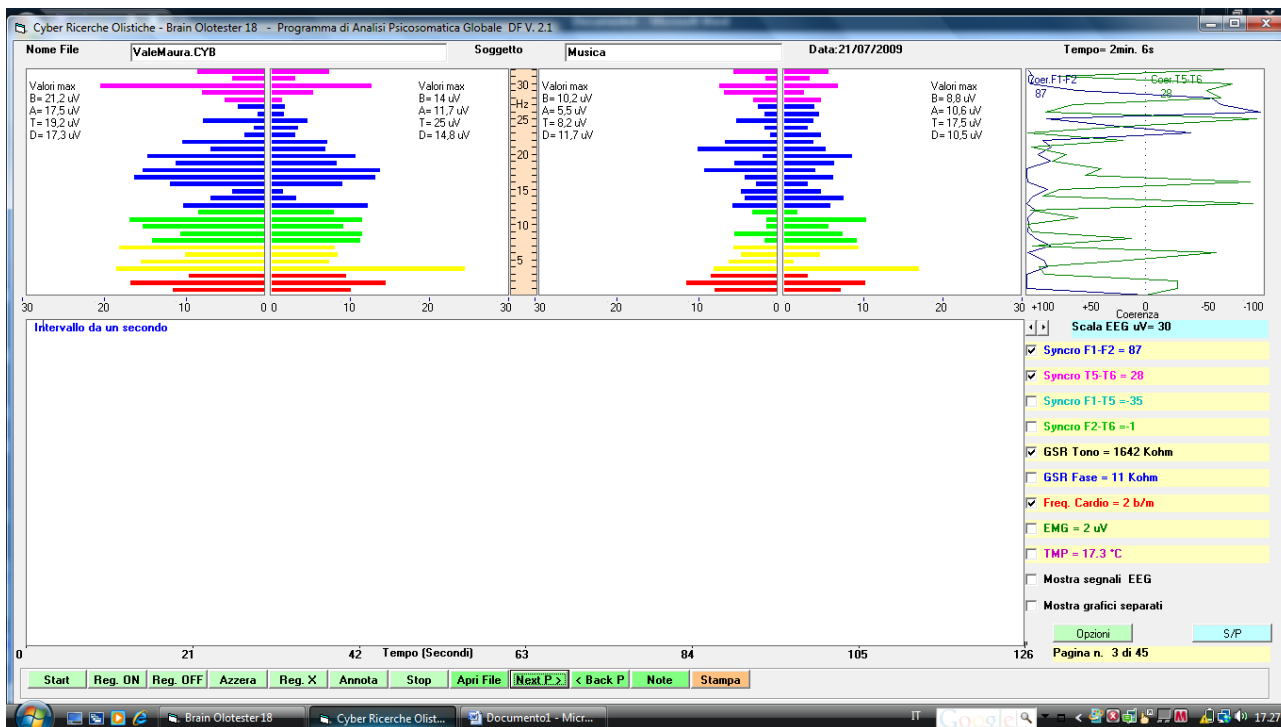 Documento1 - Microsoft Word
Cyber Ricerche Olistiche - Brain Olotester 18 - Programma di Analisi Psicosomatica Globale DF V. 2.1
Nome File ValeMaura.CYB Soggetto Musica Data:21/07/2009 Tempo= 2min. 6s
Valori max
B= 21,2 uV
A= 17,5 uV
T= 19,2 uV
D= 17,3 uV
Valori max
B= 14 uV
A= 11,7 uV
T= 25 uV
D= 14,8 uV
30
Hz
25
20
15
10
5
Valori max
B= 10,2 uV
A= 5,5 uV
T= 8,2 uV
D= 11,7 uV
Valori max
B= 8,8 uV
A= 10,6 uV
T= 17,5 uV
D= 10,5 uV
Coer.F1-F2
87
Coer.T5-T6
28
30 20 10 0 0 10 20 30 30 10 0 0 10 20 30 +100 +50 0 -50 -100
Coerenza
Intervallo da un secondo
Scala EEG uV= 30
Syncro F1-F2 = 87
Syncro T5-T6 = 28
Syncro F1-T5 =-35
Syncro F2-T6 =-1
GSR Tono = 1642 Kohm
GSR Fase = 11 Kohm
Freq. Cardio = 2 b/m
EMG = 2 uV
TMP = 17.3 °C
Mostra segnali EEG
Mostra grafici separati
Opzioni S/P
0 21 42 Tempo (Secondi) 63 84 105 126
Pagina n. 3 di 45
Start Reg. ON Reg. OFF Azzera Reg. X Annota Stop Apri File Next P > < Back P Note Stampa
Brain Olotester 18 Cyber Ricerche Olist... Documento1 - Micr... IT Google 17.27